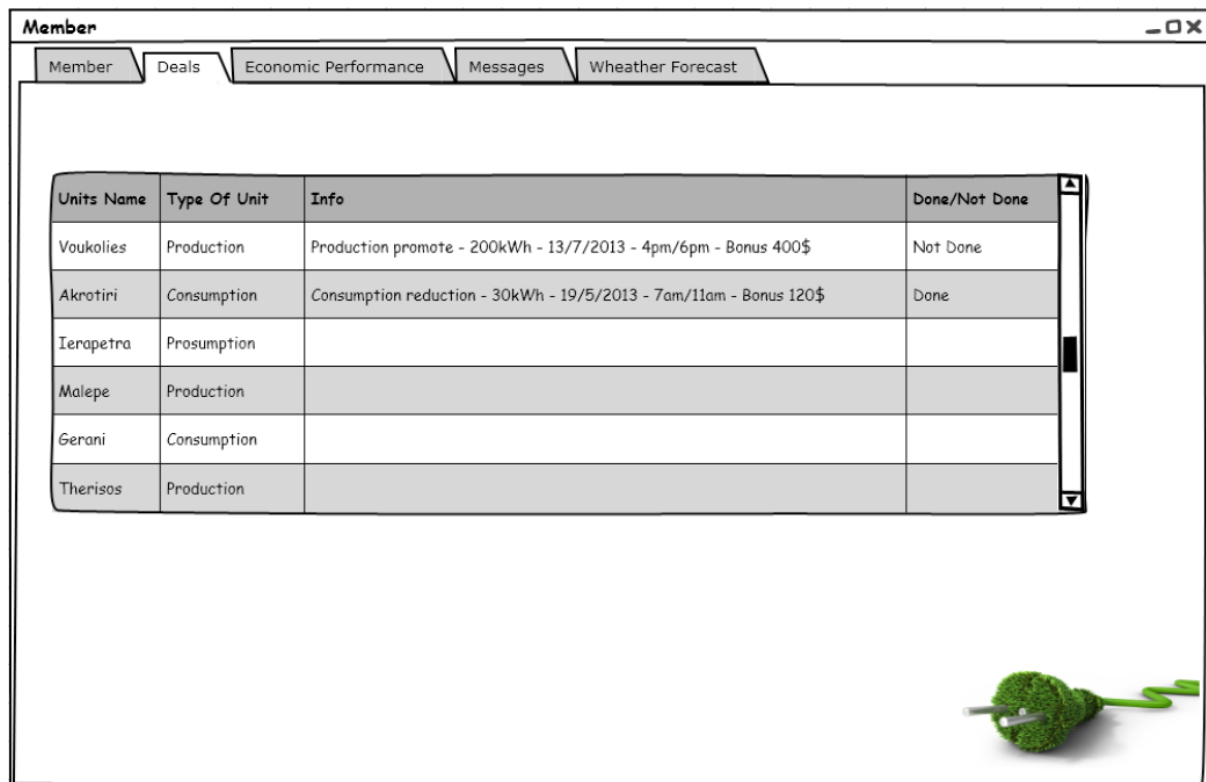 Member
Member Deals Economic Performance Messages Wheather Forecast
Units Name Type Of Unit Info Done/Not Done
Voukolies Production Production promote - 200kWh - 13/7/2013 - 4pm/6pm - Bonus 400$ Not Done
Akrotiri Consumption Consumption reduction - 30kWh - 19/5/2013 - 7am/11am - Bonus 120$ Done
Ierapetra Prosumption
Malepe Production
Gerani Consumption
Therisos Production